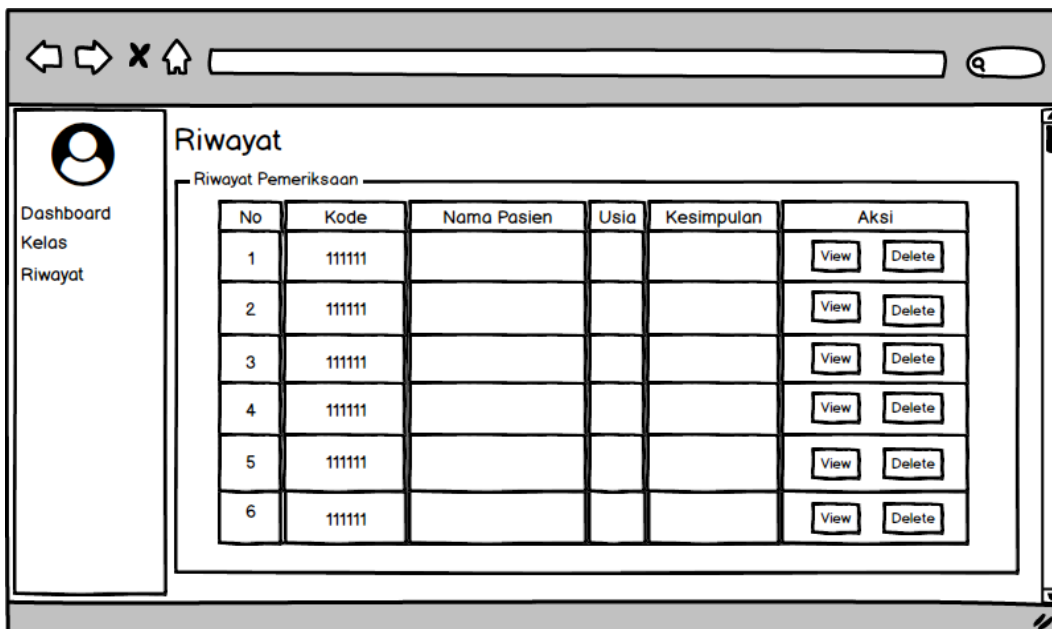 Riwayat
Riwayat Pemeriksaan
Dashboard
Kelas
Riwayat
No Kode Nama Pasien Usia Kesimpulan Aksi
1 111111 View Delete
2 111111 View Delete
3 111111 View Delete
4 111111 View Delete
5 111111 View Delete
6 111111 View Delete